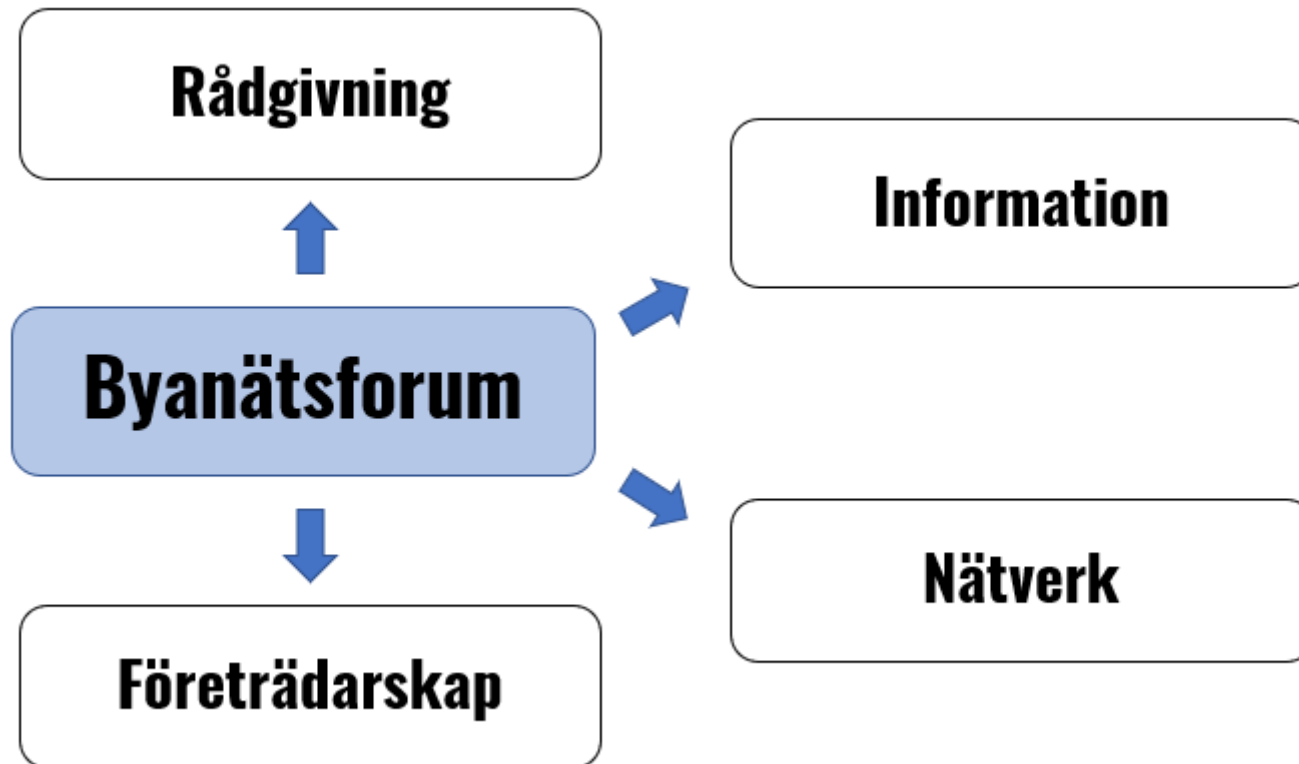 Rådgivning
Information
Byanätsforum
Nätverk
Företrädarskap